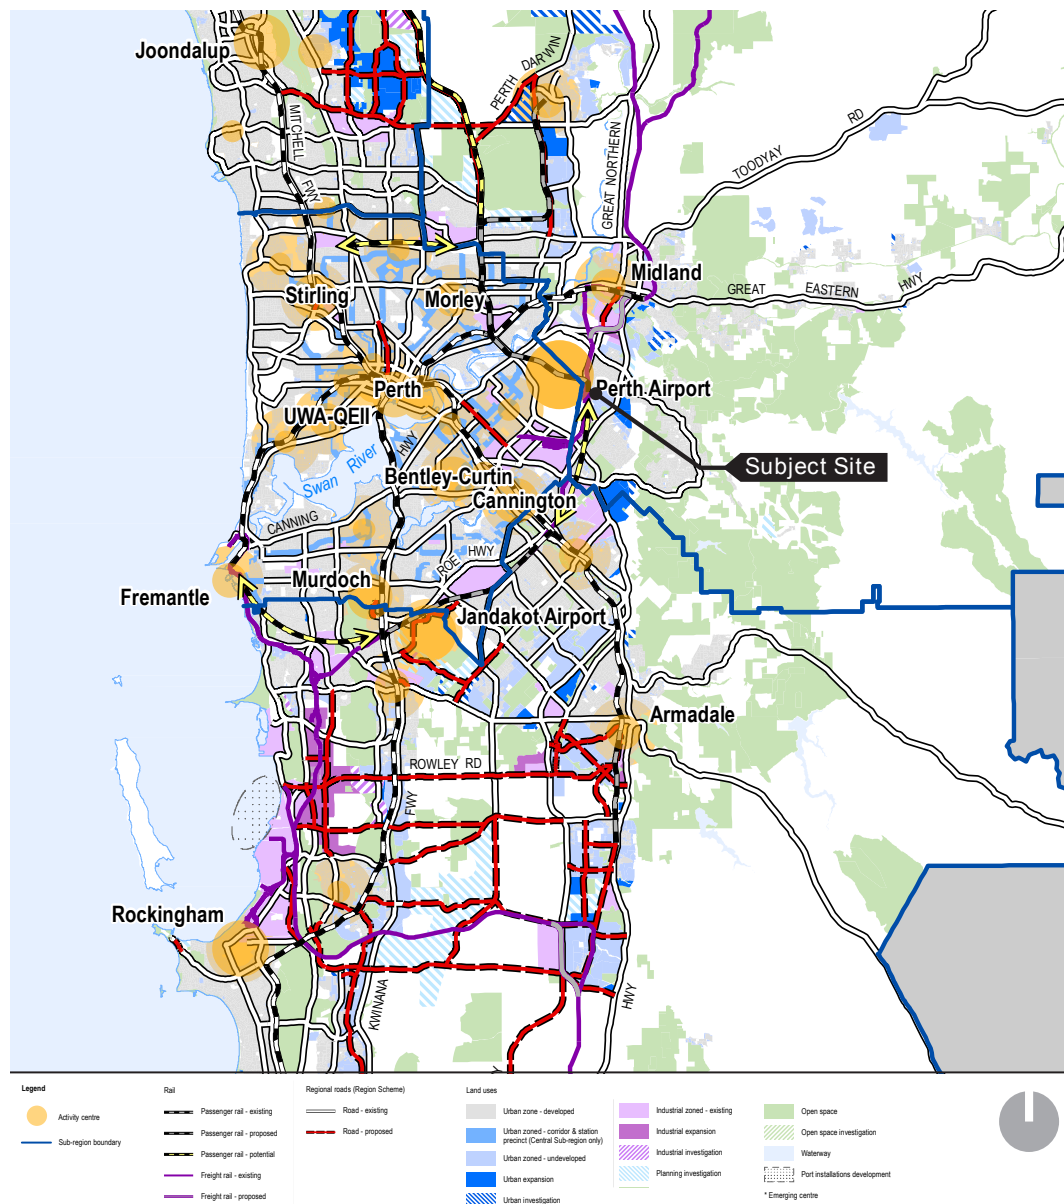 Joondalup
MITCHELL
FWY
PERTH DARWIN
GREAT NORTHERN
TOODYAY
RD
Midland
GREAT EASTERN HWY
Stirling
Morley
Perth
Perth Airport
UWA-QEII
HWY
Subject Site
Swan River
Bentley-Curtin
Cannington
CANNING
ROE HWY
Murdoch
Fremantle
Jandakot Airport
Armadale
ROWLEY RD
FWY
Rockingham
KWINANA
HWY
Legend
Activity centre
Sub-region boundary
Rail
Passenger rail - existing
Passenger rail - proposed
Passenger rail - potential
Freight rail - existing
Freight rail - proposed
Regional roads (Region Scheme)
Road - existing
Road - proposed
Land uses
Urban zone - developed
Urban zoned - corridor & station
precinct (Central Sub-region only)
Urban zoned - undeveloped
Urban expansion
Urban investigation
Industrial zoned - existing
Industrial expansion
Industrial investigation
Planning investigation
Open space
Open space investigation
Waterway
Port installations development
* Emerging centre